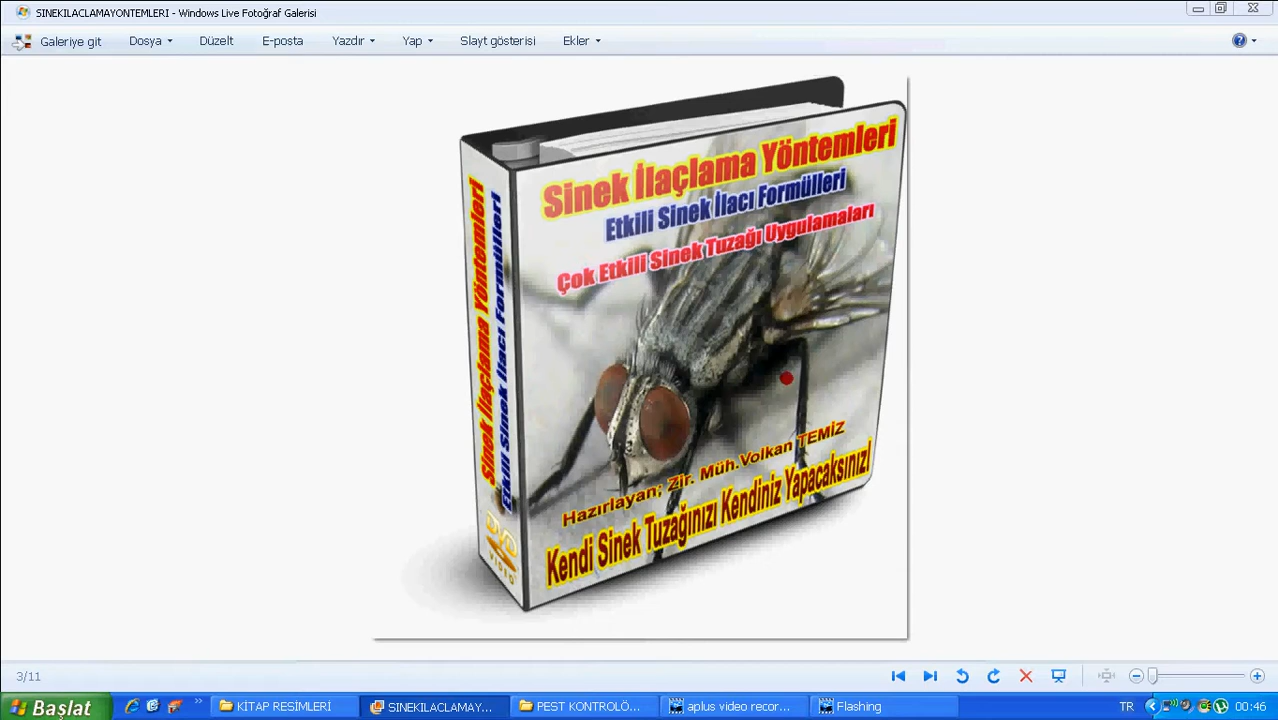 SINEKILACLAMAYONTEMLERI - Windows Live Fotoğraf Galerisi
Galeriye git Dosya Düzelt E-posta Yazdır Yap Slayt gösterisi Ekler
Sinek İlaçlama Yöntemleri
Etkili Sinek İlacı Formülleri
Çok Etkili Sinek Tuzağı Uygulamaları
Sinek İlaçlama Yöntemleri
Etkili Sinek İlacı Formülleri
Hazırlayan; Zir. Müh.Volkan TEMİZ
Kendi Sinek Tuzağınızı Kendiniz Yapacaksınız!
DVD
VIDEO
3/11
Başlat KİTAP RESİMLERİ SINEKILACLAMAY... PEST KONTROLÖ... aplus video recor... Flashing TR 00:46